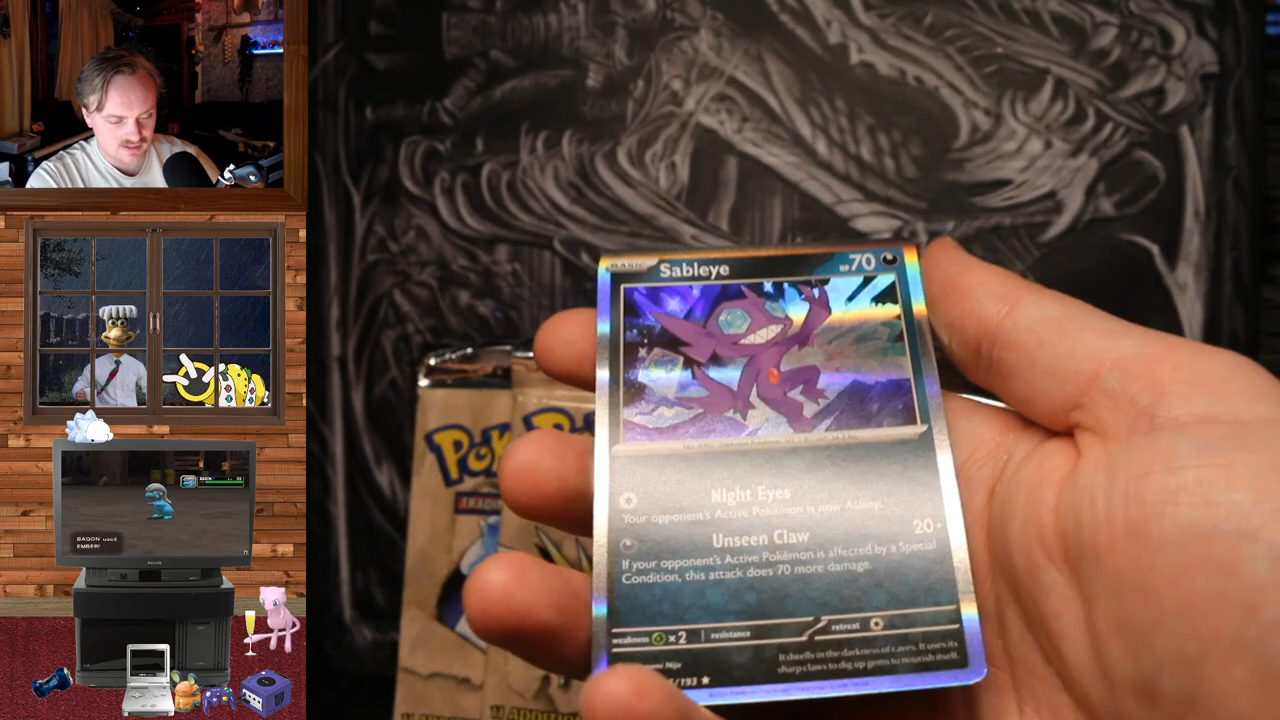 BASIC Sableye HP 70
Night Eyes
Your opponent's Active Pokémon is now Asleep.
Unseen Claw 20+
If your opponent's Active Pokémon is affected by a Special
Condition, this attack does 70 more damage.
weakness ×2 resistance retreat
It dwells in the darkness of caves. It uses its
sharp claws to dig up gems to nourish itself.
/193
BAGON used
EMBER!
BAGON
PHILIPS